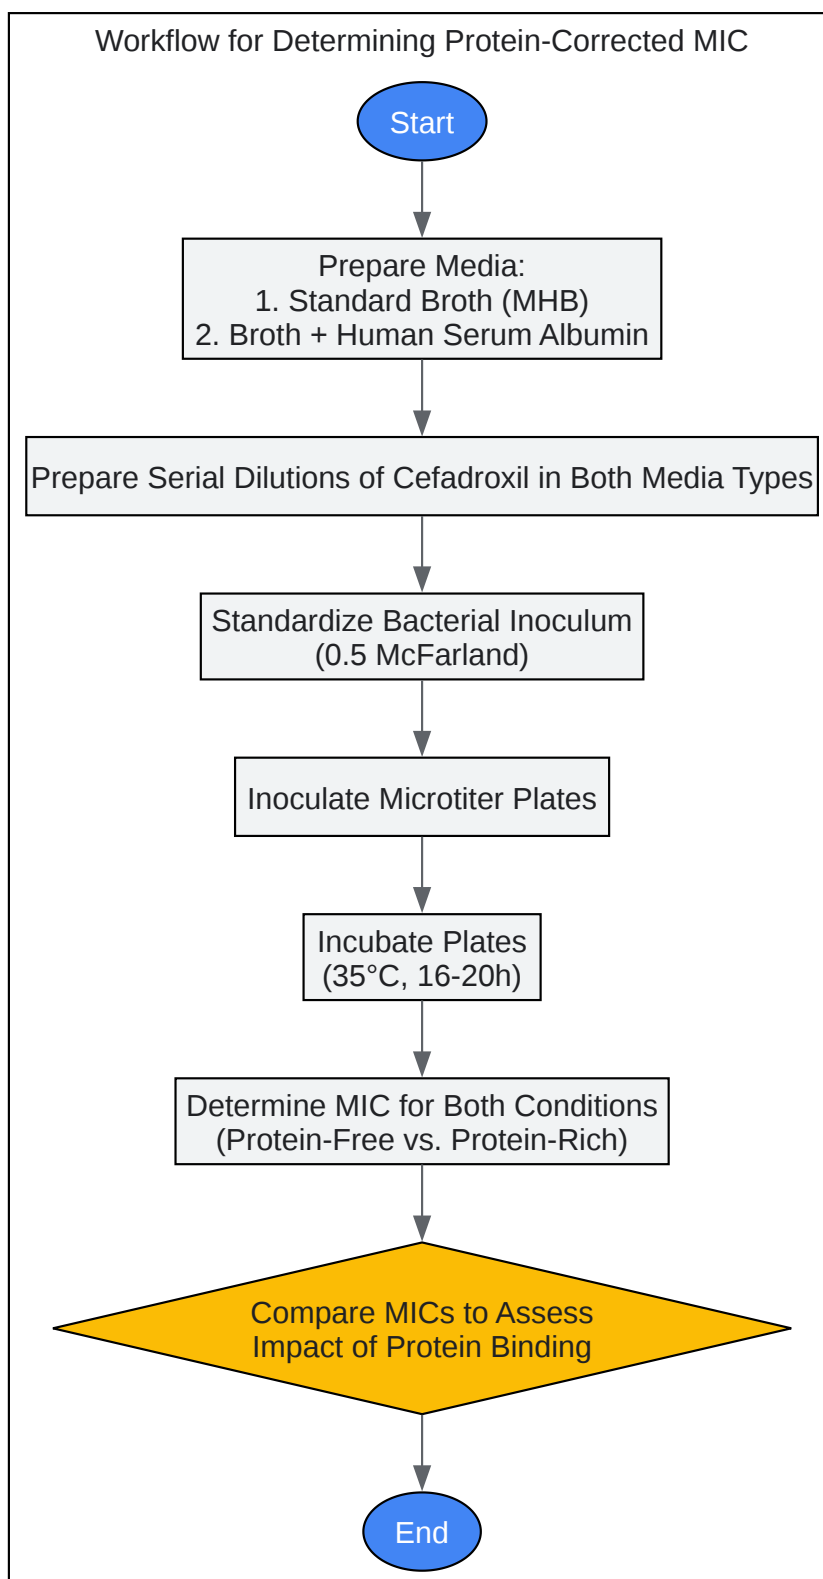 Workflow for Determining Protein-Corrected MIC
Start
Prepare Media:
1. Standard Broth (MHB)
2. Broth + Human Serum Albumin
Prepare Serial Dilutions of Cefadroxil in Both Media Types
Standardize Bacterial Inoculum
(0.5 McFarland)
Inoculate Microtiter Plates
Incubate Plates
(35°C, 16-20h)
Determine MIC for Both Conditions
(Protein-Free vs. Protein-Rich)
Compare MICs to Assess
Impact of Protein Binding
End